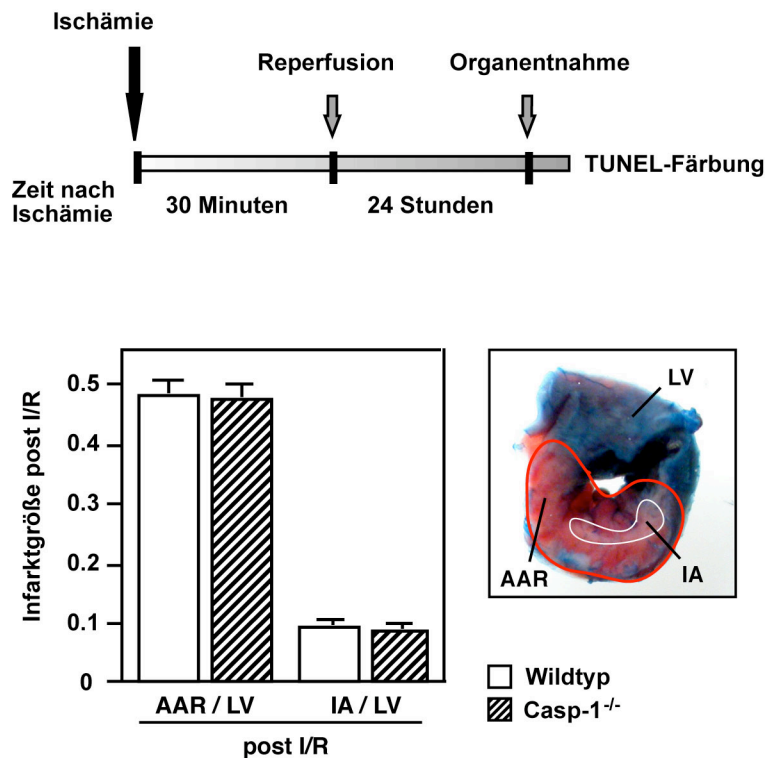 Ischämie
Reperfusion
Organentnahme
TUNEL-Färbung
Zeit nach
Ischämie
30 Minuten
24 Stunden
Infarktgröße post I/R
0.5
0.4
0.3
0.2
0.1
0
AAR / LV
IA / LV
post I/R
LV
AAR
IA
Wildtyp
Casp-1-/-